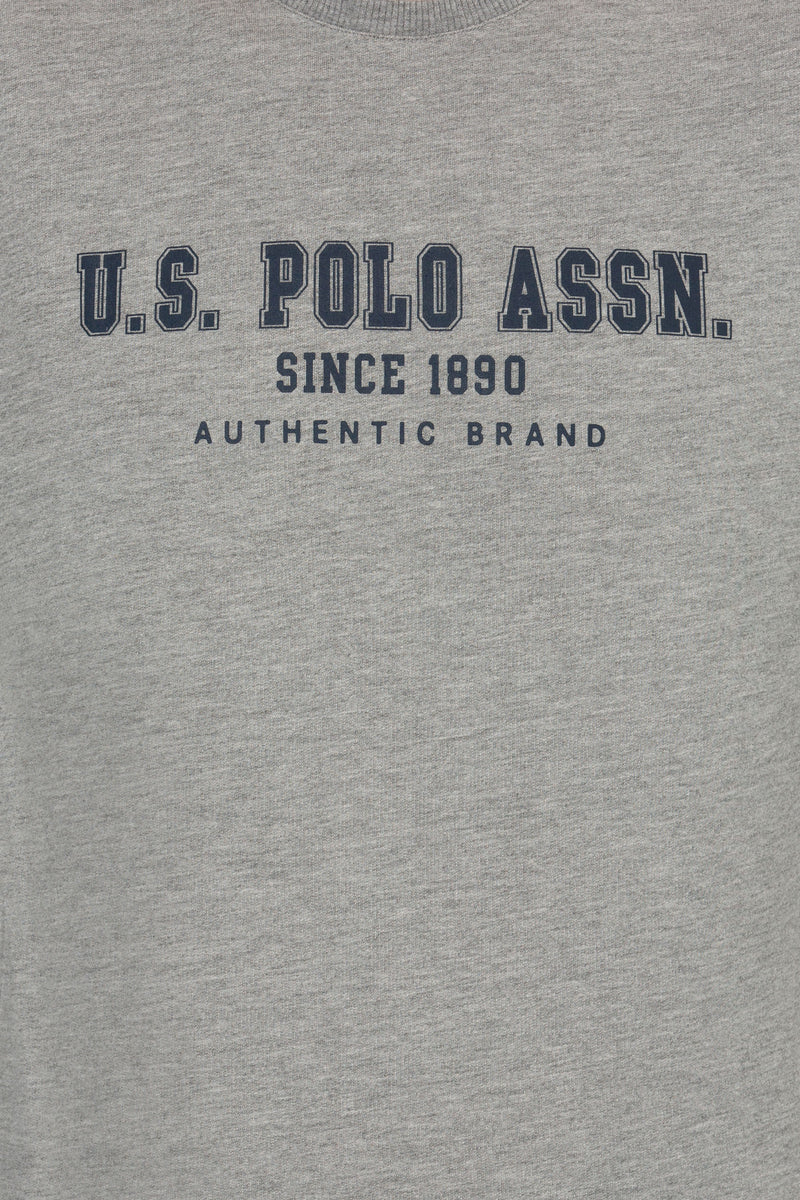 U.S. POLO ASSN.
SINCE 1890
AUTHENTIC BRAND